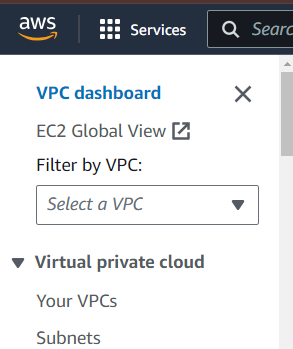 aws
Services
Searc
VPC dashboard
EC2 Global View
Filter by VPC:
Select a VPC
Virtual private cloud
Your VPCs
Subnets